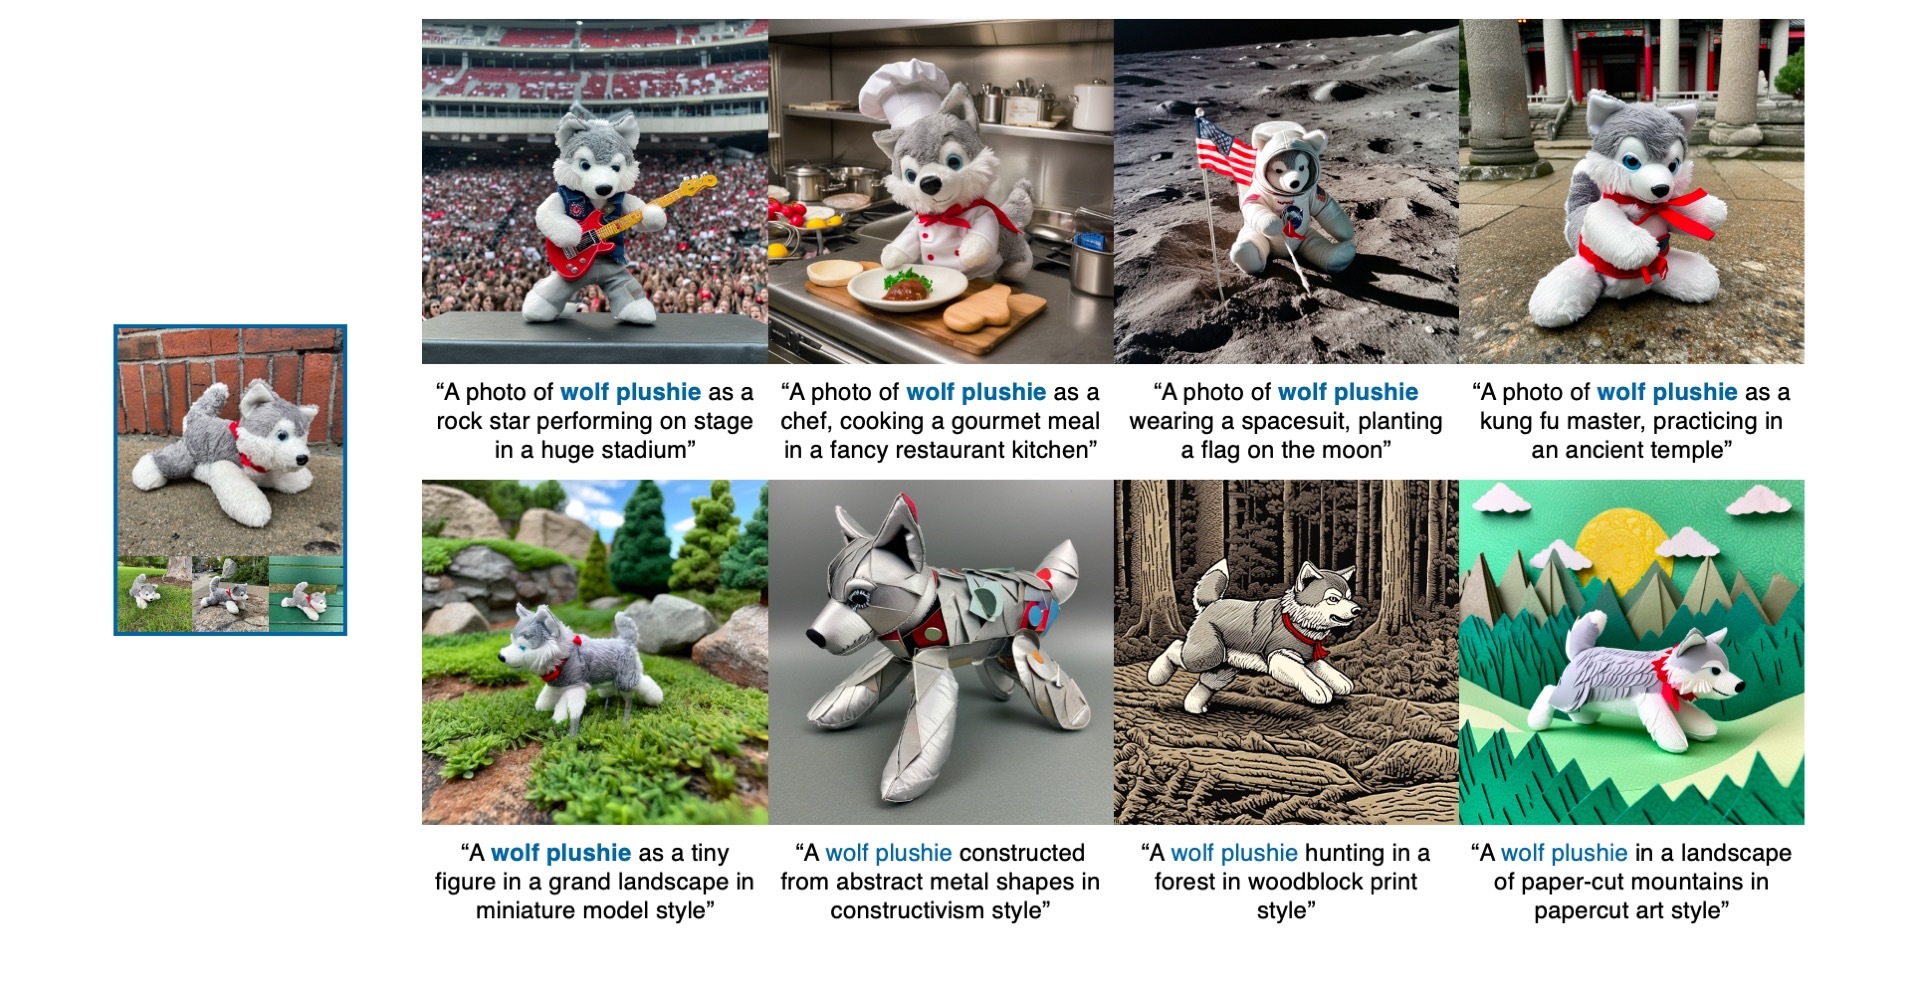 “A photo of wolf plushie as a
rock star performing on stage
in a huge stadium”
“A photo of wolf plushie as a
chef, cooking a gourmet meal
in a fancy restaurant kitchen”
“A photo of wolf plushie
wearing a spacesuit, planting
a flag on the moon”
“A photo of wolf plushie as a
kung fu master, practicing in
an ancient temple”
“A wolf plushie as a tiny
figure in a grand landscape in
miniature model style”
“A wolf plushie constructed
from abstract metal shapes in
constructivism style”
“A wolf plushie hunting in a
forest in woodblock print
style”
“A wolf plushie in a landscape
of paper-cut mountains in
papercut art style”